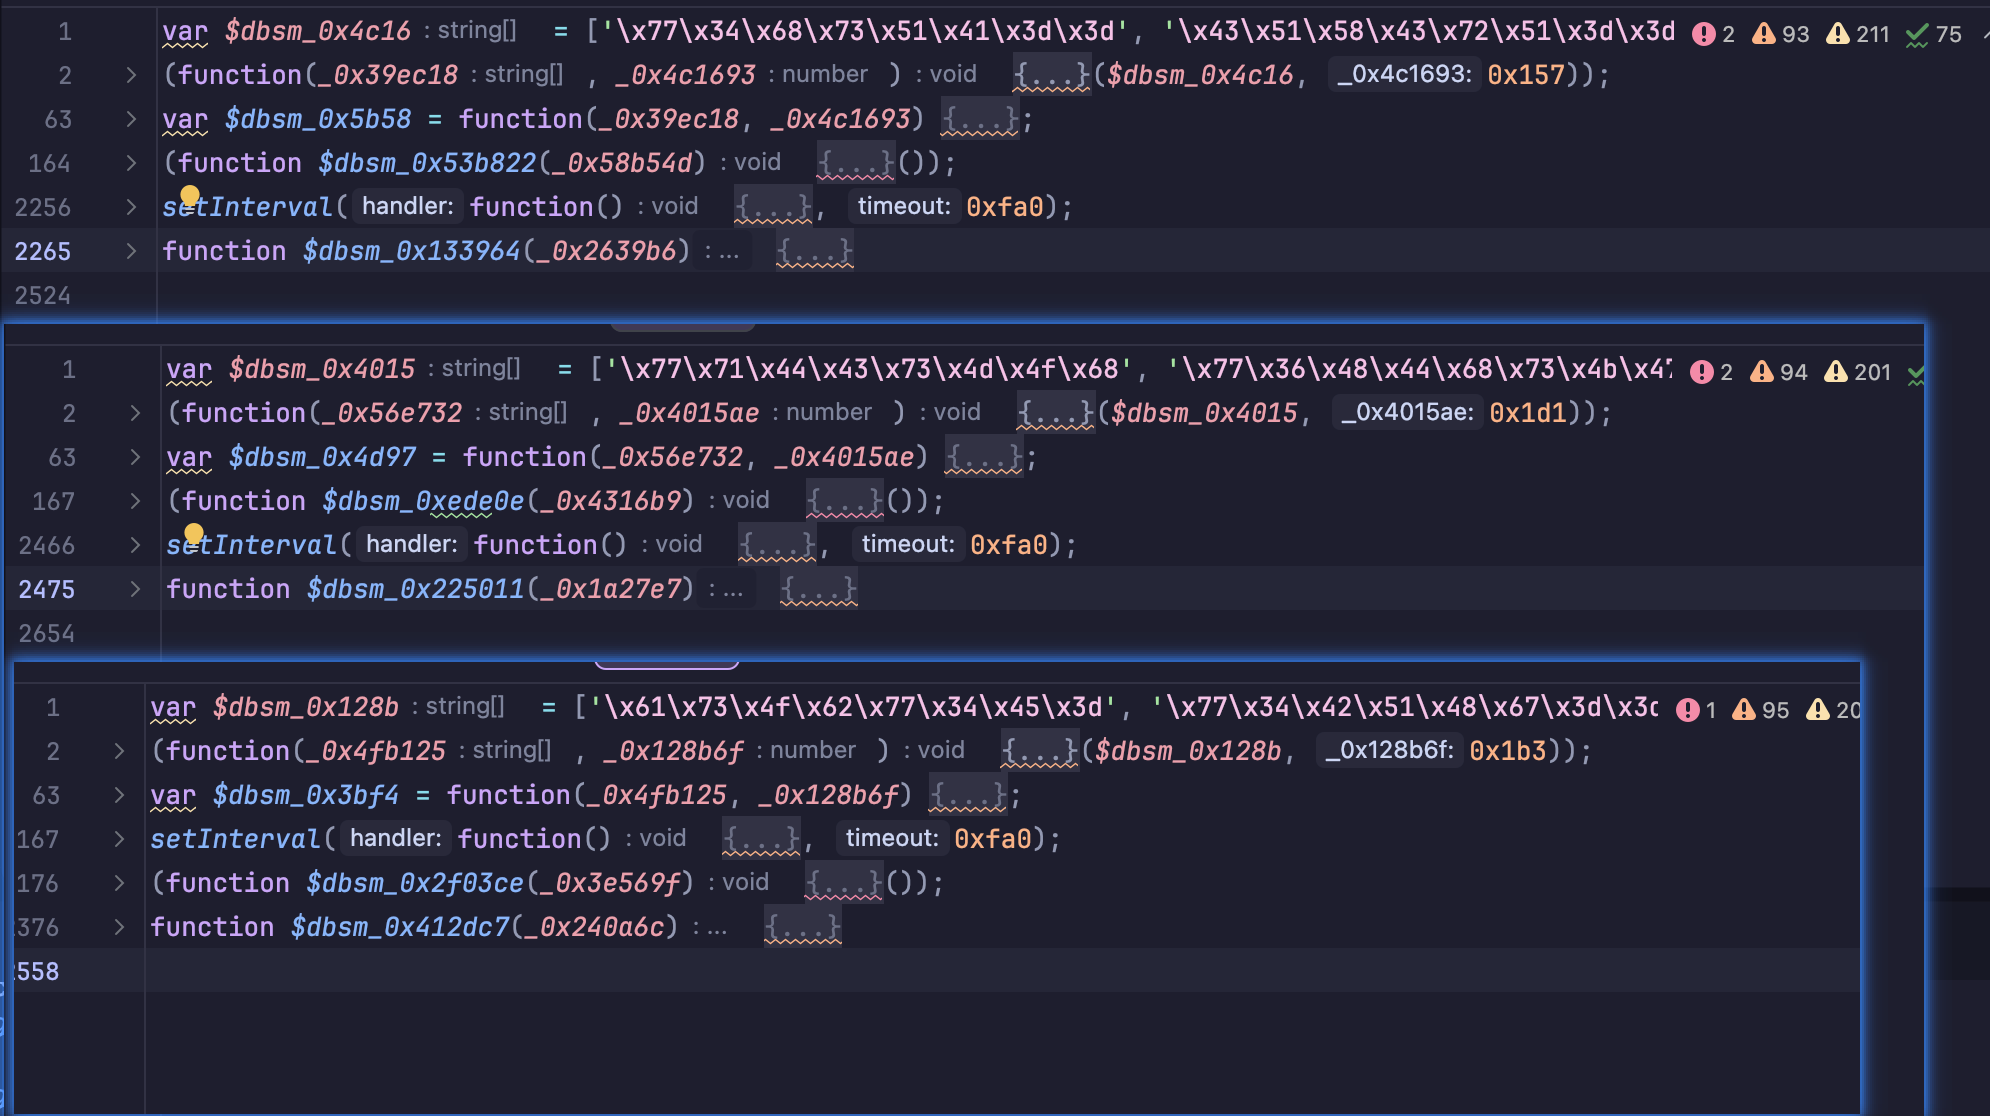 1 var $dbsm_0x4c16 : string[] = ['\x77\x34\x68\x73\x51\x41\x3d\x3d', '\x43\x51\x58\x43\x72\x51\x3d\x3d 2 93 211 75
2 (function(_0x39ec18 : string[] , _0x4c1693 : number ) : void {...}($dbsm_0x4c16, _0x4c1693: 0x157));
63 var $dbsm_0x5b58 = function(_0x39ec18, _0x4c1693) {...};
164 (function $dbsm_0x53b822(_0x58b54d) : void {...}());
2256 setInterval( handler: function() : void {...}, timeout: 0xfa0);
2265 function $dbsm_0x133964(_0x2639b6) : ... {...}
2524
1 var $dbsm_0x4015 : string[] = ['\x77\x71\x44\x43\x73\x4d\x4f\x68', '\x77\x36\x48\x44\x68\x73\x4b\x47 2 94 201
2 (function(_0x56e732 : string[] , _0x4015ae : number ) : void {...}($dbsm_0x4015, _0x4015ae: 0x1d1));
63 var $dbsm_0x4d97 = function(_0x56e732, _0x4015ae) {...};
167 (function $dbsm_0xede0e(_0x4316b9) : void {...}());
2466 setInterval( handler: function() : void {...}, timeout: 0xfa0);
2475 function $dbsm_0x225011(_0x1a27e7) : ... {...}
2654
1 var $dbsm_0x128b : string[] = ['\x61\x73\x4f\x62\x77\x34\x45\x3d', '\x77\x34\x42\x51\x48\x67\x3d\x3d 1 95 20
2 (function(_0x4fb125 : string[] , _0x128b6f : number ) : void {...}($dbsm_0x128b, _0x128b6f: 0x1b3));
63 var $dbsm_0x3bf4 = function(_0x4fb125, _0x128b6f) {...};
167 setInterval( handler: function() : void {...}, timeout: 0xfa0);
176 (function $dbsm_0x2f03ce(_0x3e569f) : void {...}());
376 function $dbsm_0x412dc7(_0x240a6c) : ... {...}
558